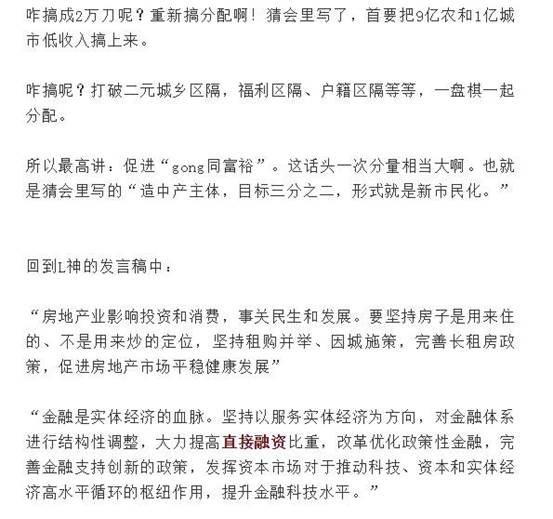 咋搞成2万刀呢？重新搞分配啊！猜会里写了，首要把9亿农和1亿城
市低收入搞上来。
咋搞呢？打破二元城乡区隔，福利区隔、户籍区隔等等，一盘棋一起
分配。
所以最高讲：促进“gong同富裕”。这话头一次分量相当大啊。也就
是猜会里写的“造中产主体，目标三分之二，形式就是新市民化。”
回到L神的发言稿中：
“房地产业影响投资和消费，事关民生和发展。要坚持房子是用来住
的、不是用来炒的定位，坚持租购并举、因城施策，完善长租房政
策，促进房地产市场平稳健康发展”
“金融是实体经济的血脉。坚持以服务实体经济为方向，对金融体系
进行结构性调整，大力提高直接融资比重，改革优化政策性金融，完
善金融支持创新的政策，发挥资本市场对于推动科技、资本和实体经
济高水平循环的枢纽作用，提升金融科技水平。”